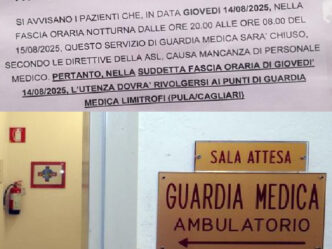 SI AVVISANO I PAZIENTI CHE, IN DATA GIOVEDI 14/08/2025, NELLA
FASCIA ORARIA NOTTURNA DALLE ORE 20.00 ALLE ORE 08.00 DEL
15/08/2025, QUESTO SERVIZIO DI GUARDIA MEDICA SARA' CHIUSO,
SECONDO LE DIRETTIVE DELLA ASL, CAUSA MANCANZA DI PERSONALE
MEDICO. PERTANTO, NELLA SUDDETTA FASCIA ORARIA DI GIOVEDI'
14/08/2025, L'UTENZA DOVRA' RIVOLGERSI AI PUNTI DI GUARDIA
MEDICA LIMITROFI (PULA/CAGLIARI)
SALA ATTESA
GUARDIA MEDICA
AMBULATORIO